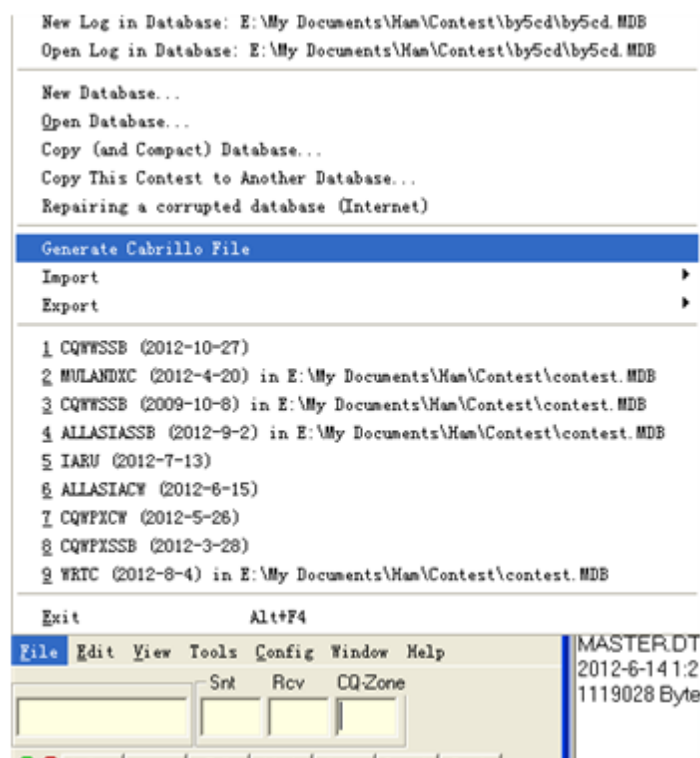 New Log in Database: E:\My Documents\Ham\Contest\by5cd\by5cd.MDB
Open Log in Database: E:\My Documents\Ham\Contest\by5cd\by5cd.MDB
New Database...
Open Database...
Copy (and Compact) Database...
Copy This Contest to Another Database...
Repairing a corrupted database (Internet)
Generate Cabrillo File
Import
Export
1 CQWWSSB (2012-10-27)
2 MULANDXC (2012-4-20) in E:\My Documents\Ham\Contest\contest.MDB
3 CQWWSSB (2009-10-8) in E:\My Documents\Ham\Contest\contest.MDB
4 ALLASIASSB (2012-9-2) in E:\My Documents\Ham\Contest\contest.MDB
5 IARU (2012-7-13)
6 ALLASIACW (2012-6-15)
7 CQWPXCW (2012-5-26)
8 CQWPXSSB (2012-3-28)
9 WRTC (2012-8-4) in E:\My Documents\Ham\Contest\contest.MDB
Exit Alt+F4
File Edit View Tools Config Window Help
Snt Rcv CQ-Zone
MASTER.DT
2012-6-14 1:2
1119028 Byte